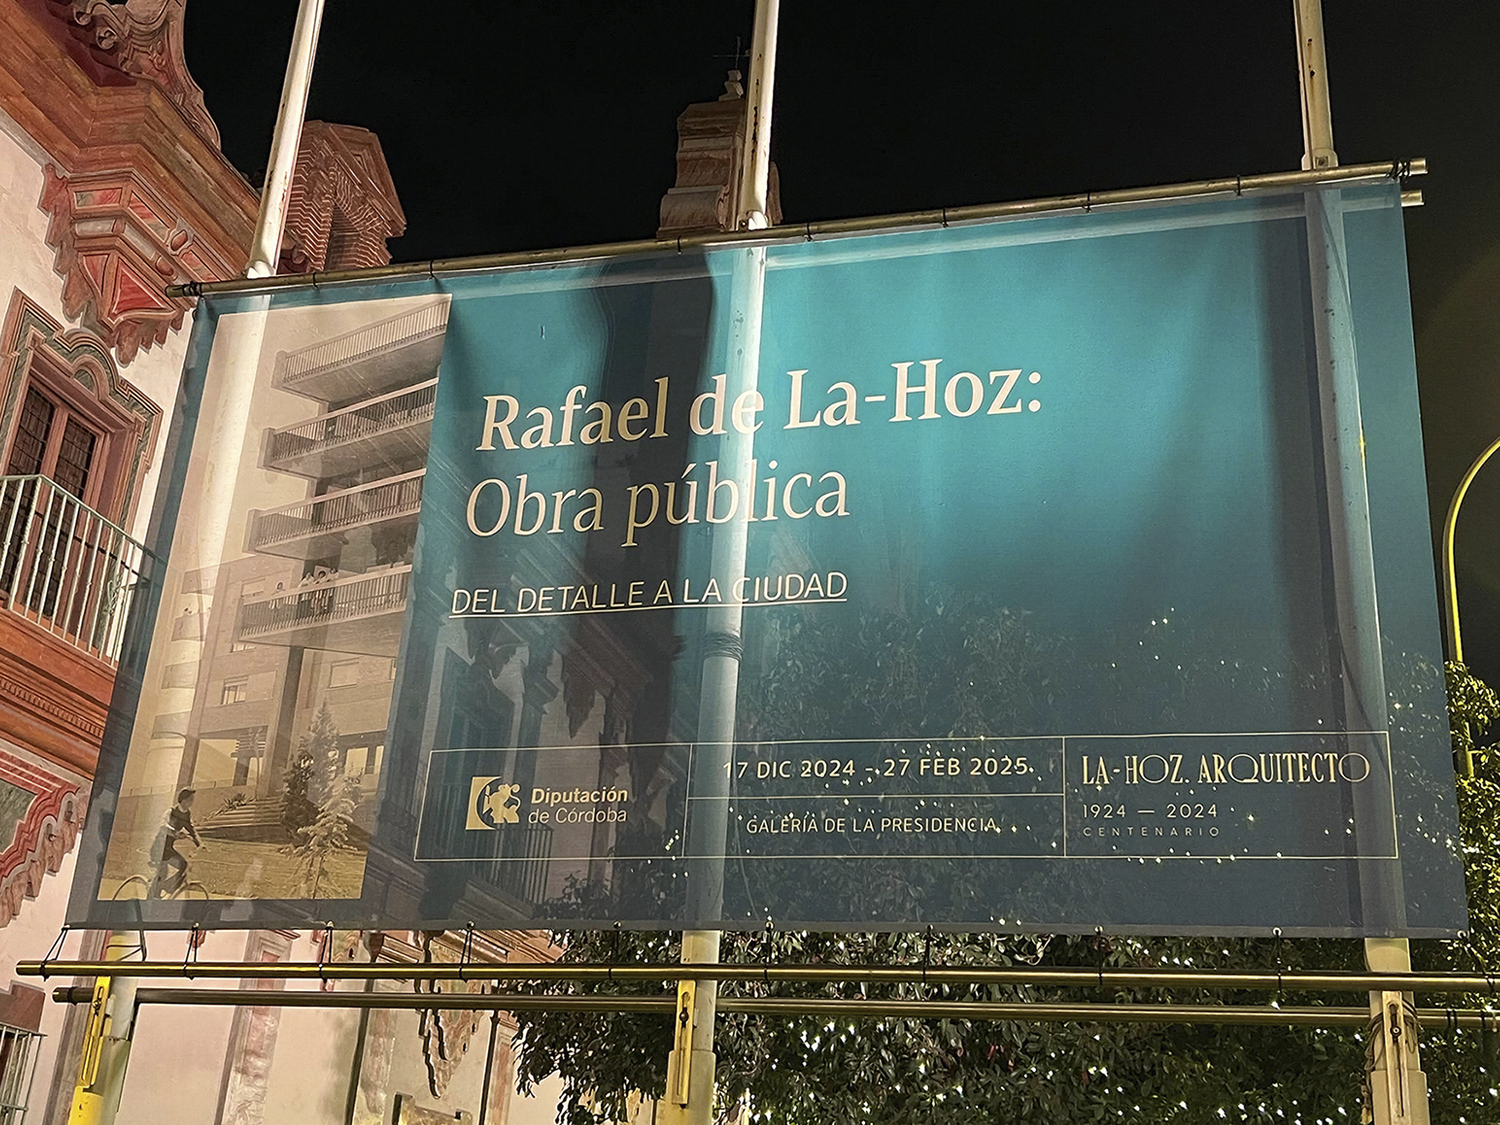 Rafael de La-Hoz:
Obra pública
DEL DETALLE A LA CIUDAD
Diputación
de Córdoba
17 DIC 2024 - 27 FEB 2025
GALERÍA DE LA PRESIDENCIA
LA-HOZ. ARQUITECTO
1924 — 2024
CENTENARIO